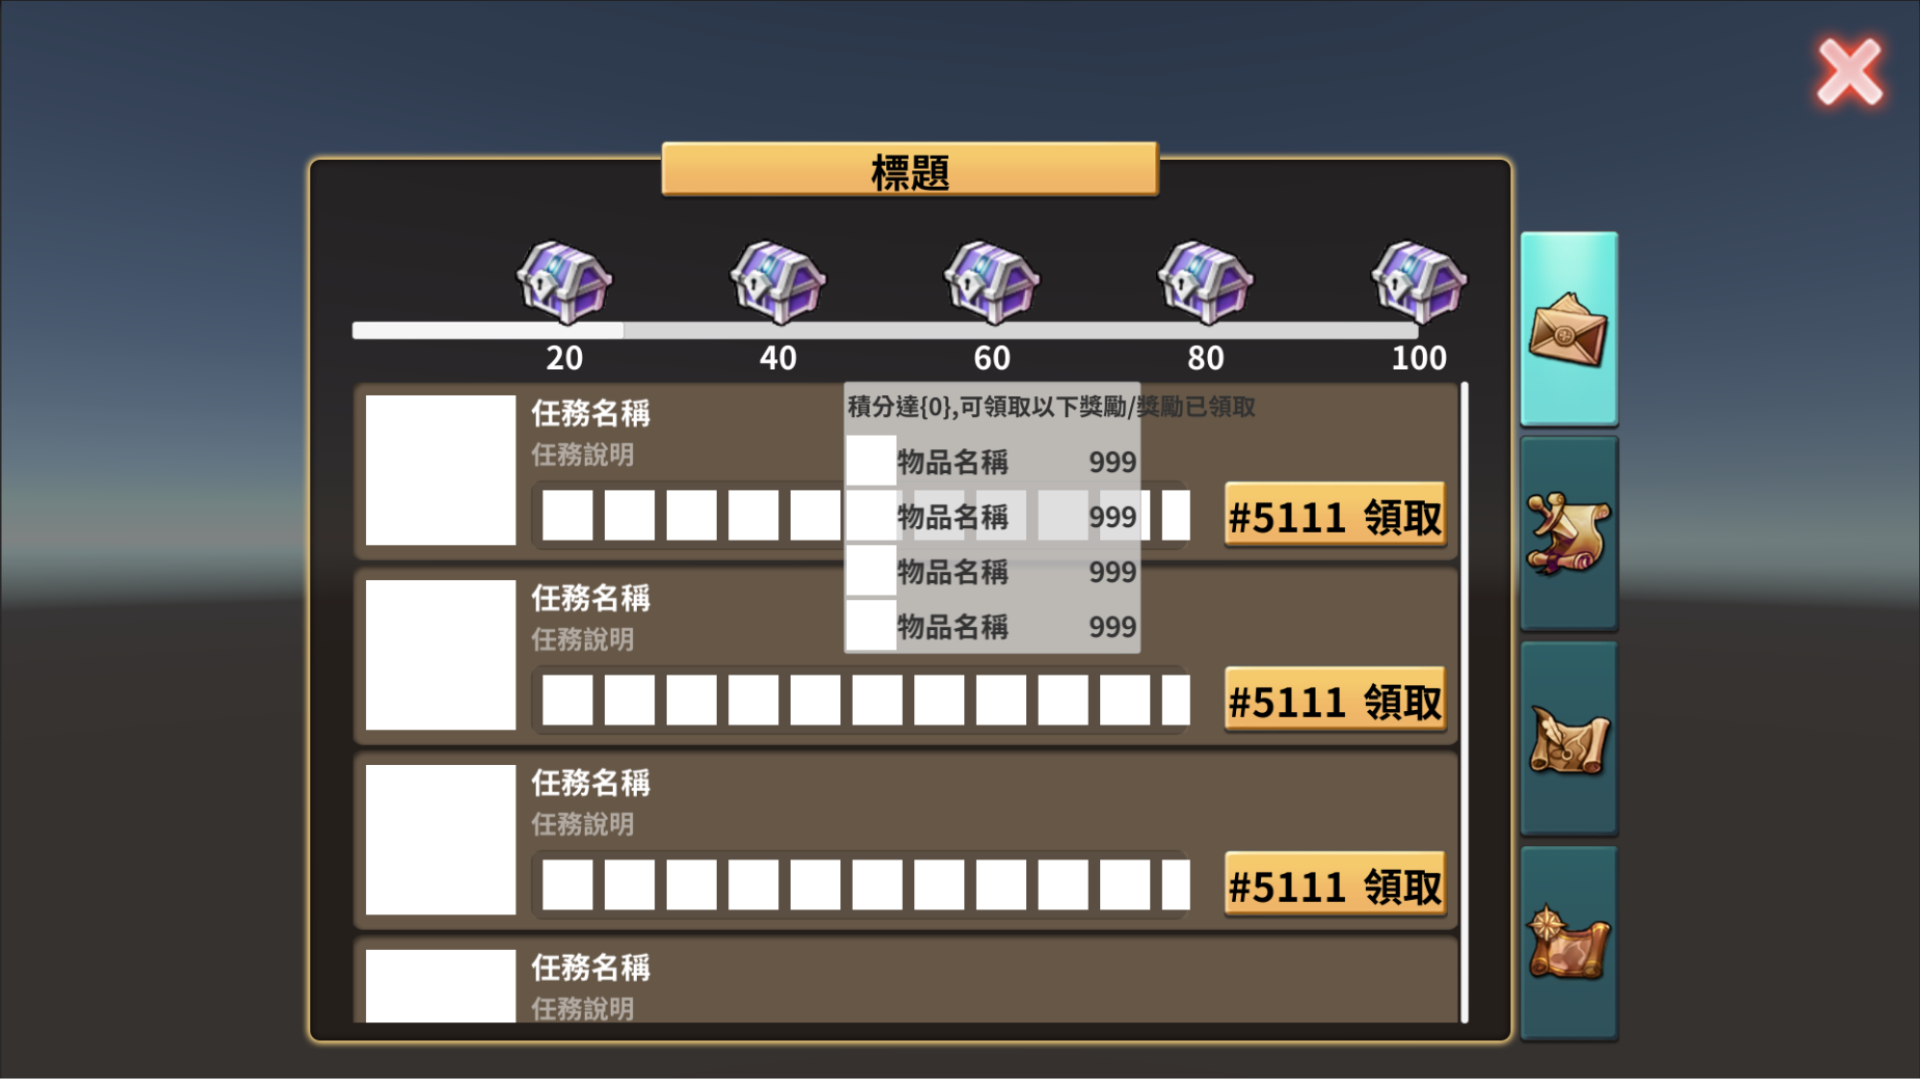 標題
20 40 60 80 100
任務名稱
任務說明
#5111 領取
積分達{0},可領取以下獎勵/獎勵已領取
物品名稱 999
物品名稱 999
物品名稱 999
物品名稱 999
任務名稱
任務說明
#5111 領取
任務名稱
任務說明
#5111 領取
任務名稱
任務說明